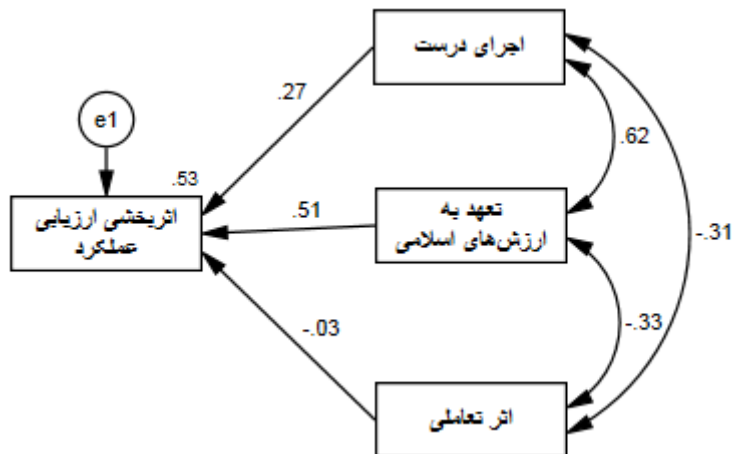 اجرای درست
.27
e1
.62
.53
تعهد به
ارزش‌های اسلامی
.51
اثربخشی ارزیابی
عملکرد
-.31
-.03
-.33
اثر تعاملی